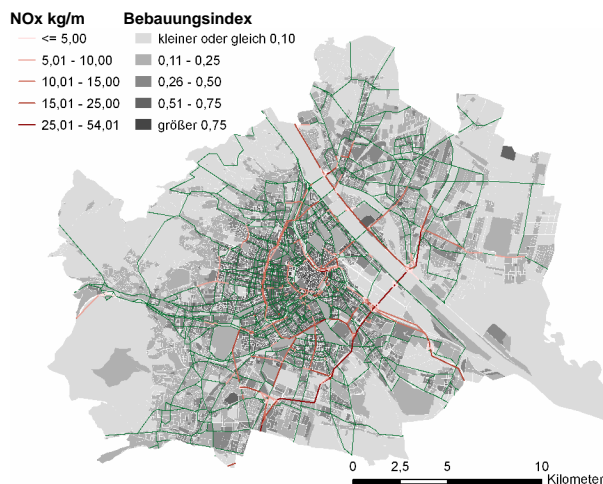 NOx kg/m Bebauungsindex
<= 5,00 kleiner oder gleich 0,10
5,01 - 10,00 0,11 - 0,25
10,01 - 15,00 0,26 - 0,50
15,01 - 25,00 0,51 - 0,75
25,01 - 54,01 größer 0,75
0 2,5 5 10
Kilometer